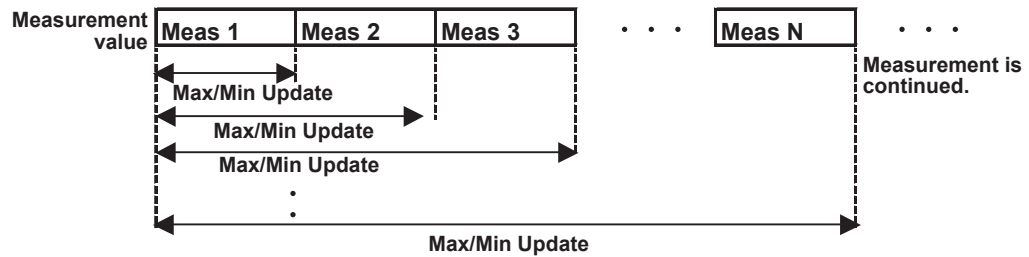 Measurement value
Meas 1 Meas 2 Meas 3 · · · Meas N · · ·
Measurement is continued.
Max/Min Update
Max/Min Update
Max/Min Update
Max/Min Update